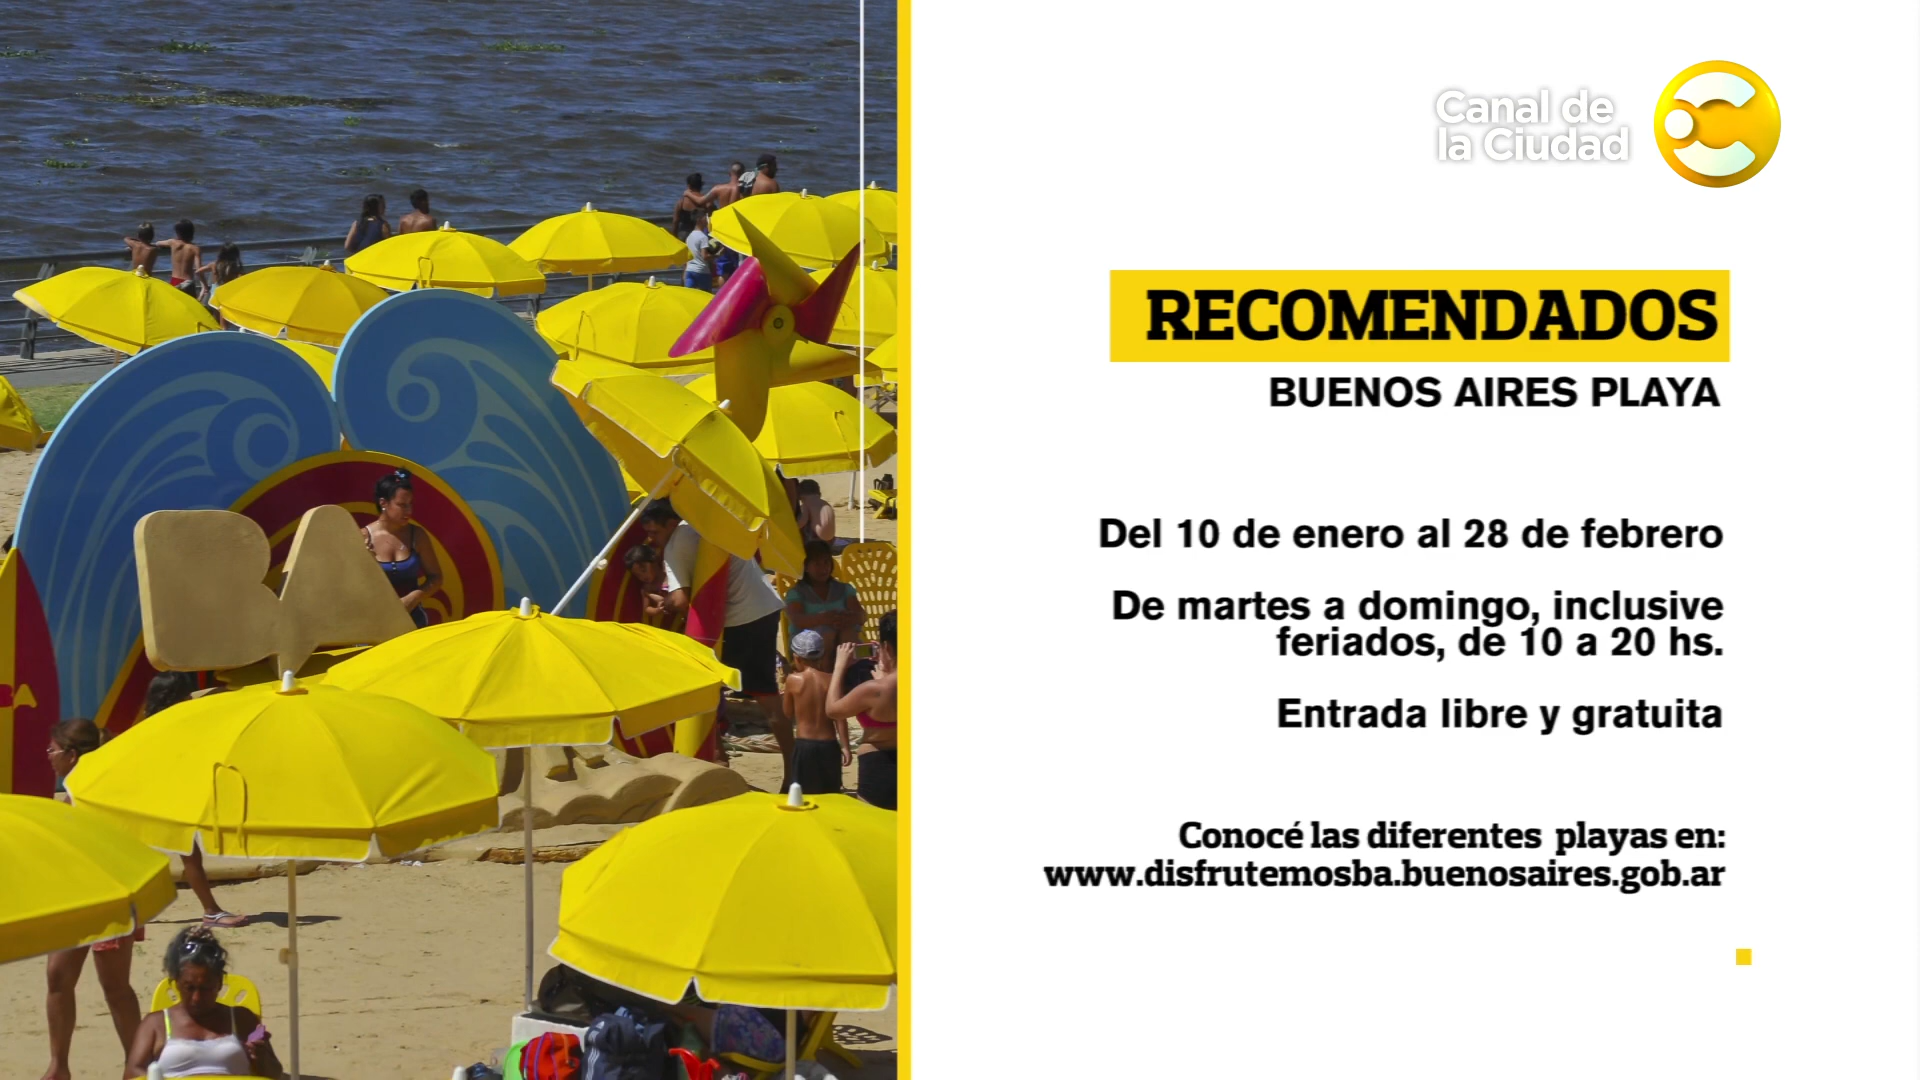 Canal de
la Ciudad
RECOMENDADOS
BUENOS AIRES PLAYA
Del 10 de enero al 28 de febrero
De martes a domingo, inclusive
feriados, de 10 a 20 hs.
Entrada libre y gratuita
Conocé las diferentes playas en:
www.disfrutemosba.buenosaires.gob.ar
BA
BA